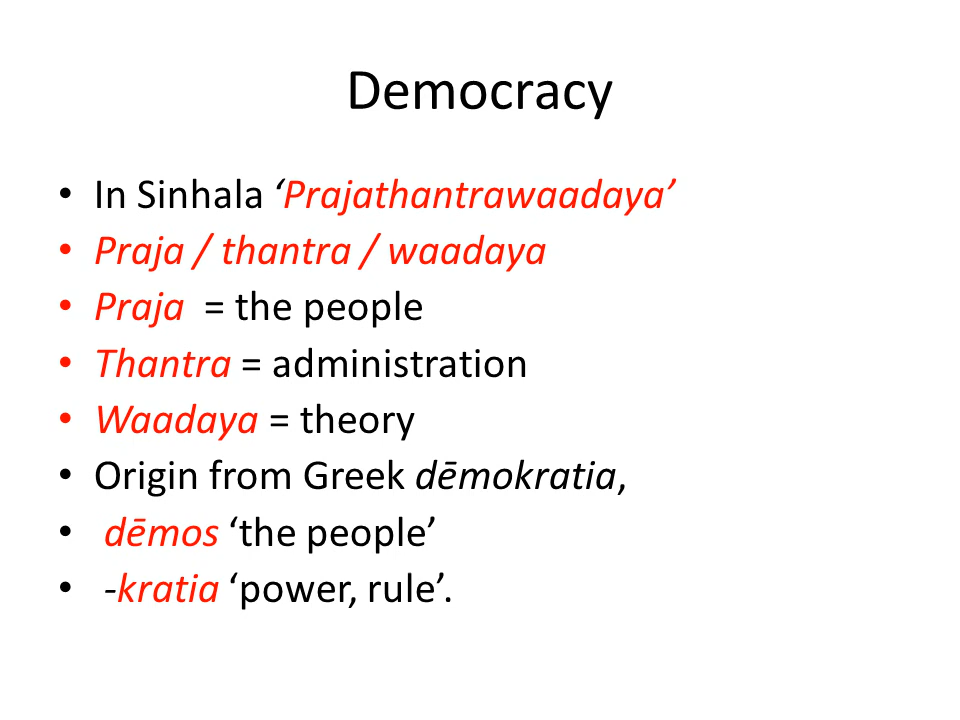 Democracy
• In Sinhala ‘Prajathantrawaadaya’
• Praja / thantra / waadaya
• Praja = the people
• Thantra = administration
• Waadaya = theory
• Origin from Greek dēmokratia,
• dēmos ‘the people’
• -kratia ‘power, rule’.